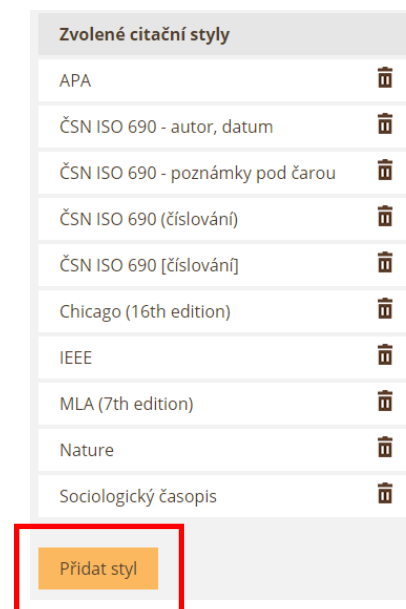 Zvolené citační styly
APA
ČSN ISO 690 - autor, datum
ČSN ISO 690 - poznámky pod čarou
ČSN ISO 690 (číslování)
ČSN ISO 690 [číslování]
Chicago (16th edition)
IEEE
MLA (7th edition)
Nature
Sociologický časopis
Přidat styl